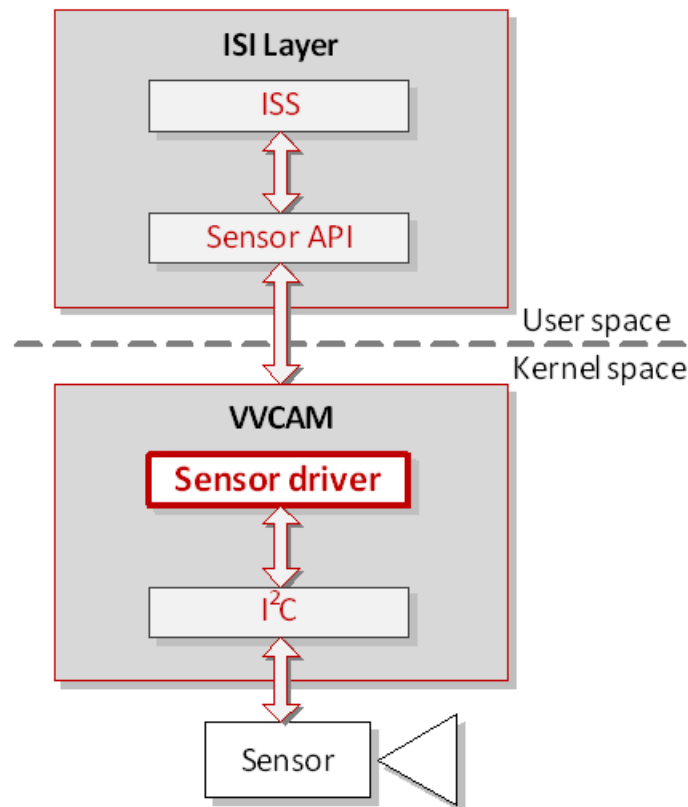 ISI Layer
ISS
Sensor API
User space
Kernel space
VVCAM
Sensor driver
I²C
Sensor